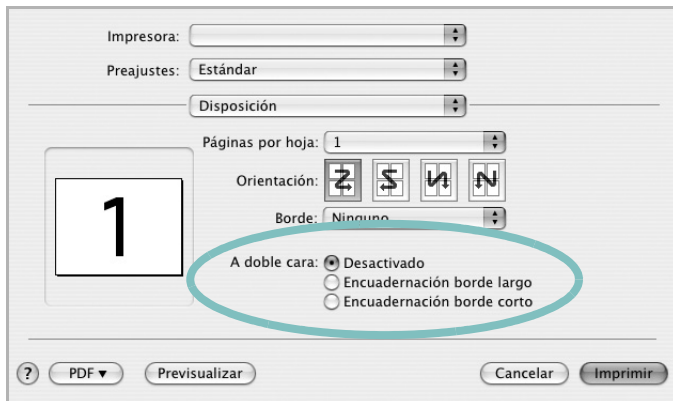 Impresora:
Preajustes: Estándar
Disposición
Páginas por hoja: 1
Orientación:
Borde: Ninguno
1
A doble cara: Desactivado
Encuadernación borde largo
Encuadernación borde corto
? PDF▼ Previsualizar Cancelar Imprimir